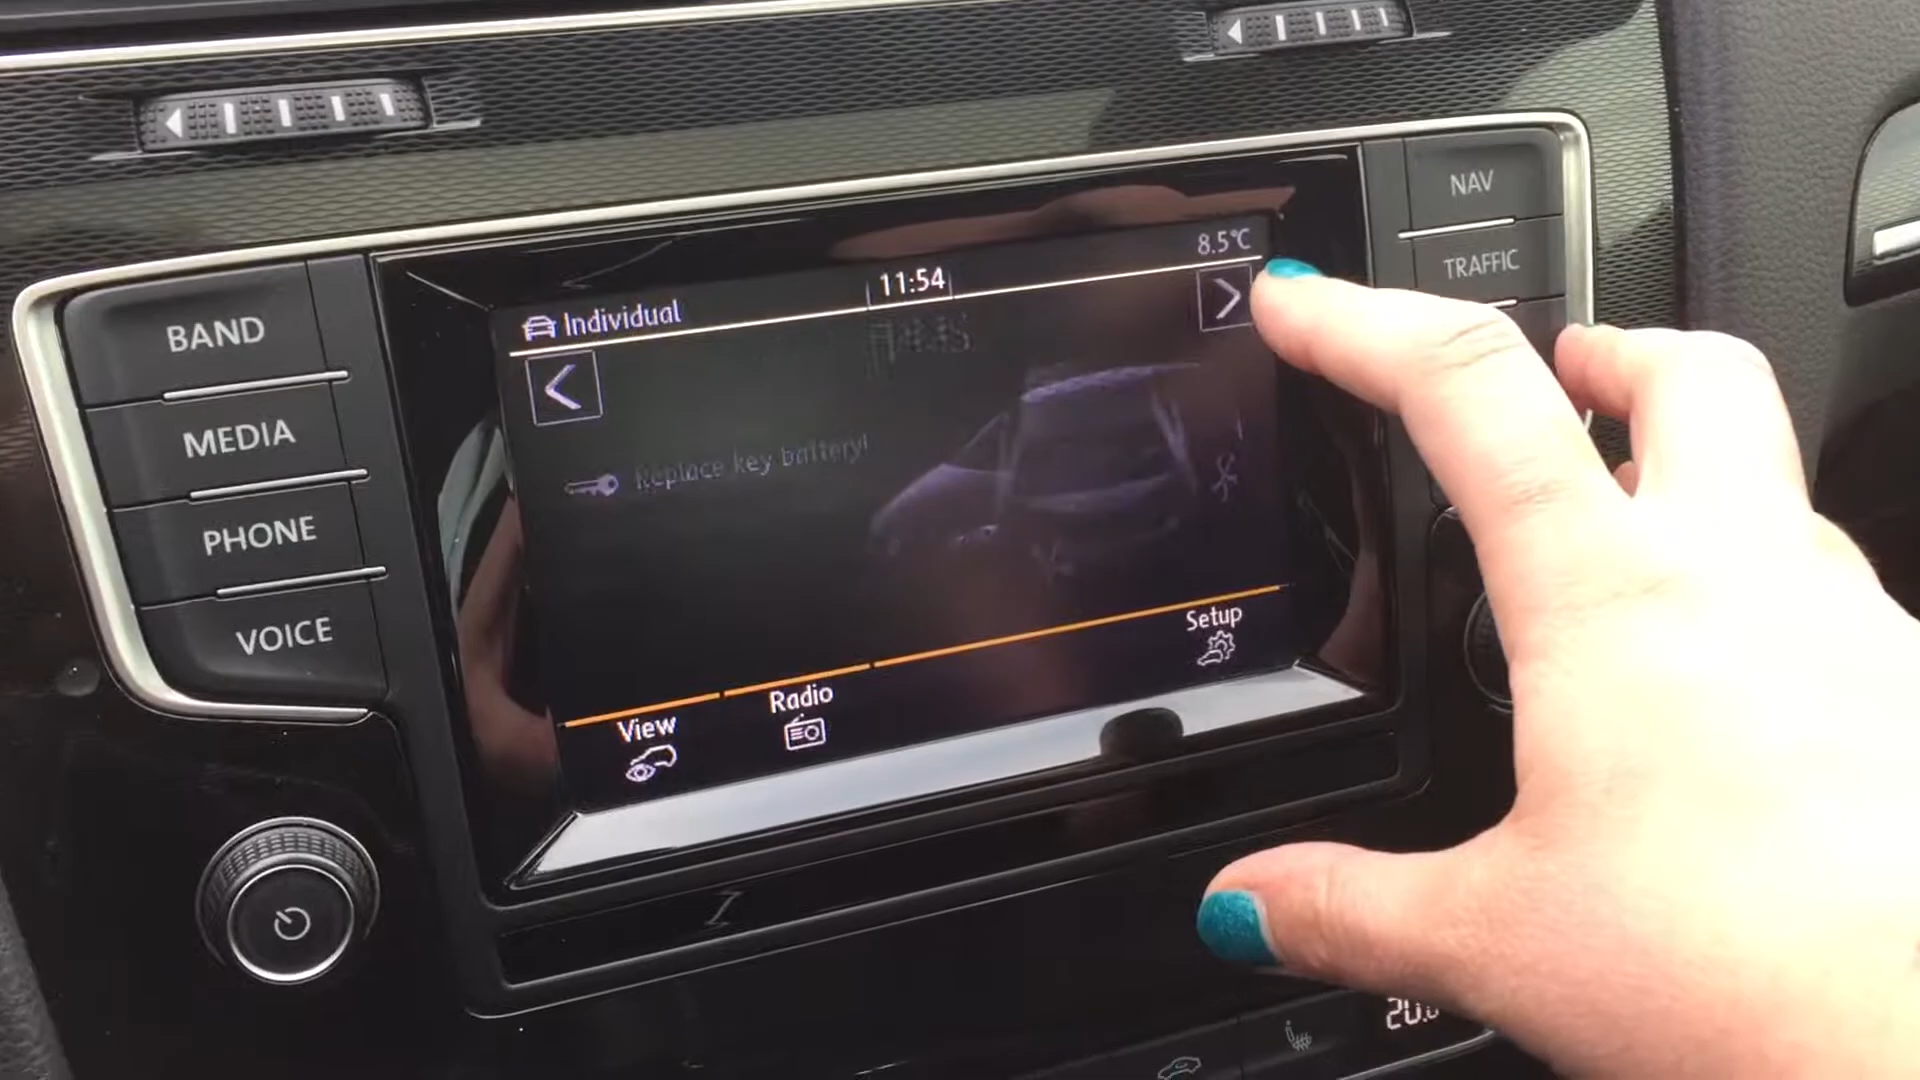 BAND
MEDIA
PHONE
VOICE
NAV
TRAFFIC
8.5°C
11:54
Individual
Replace key battery!
View
Radio
Setup